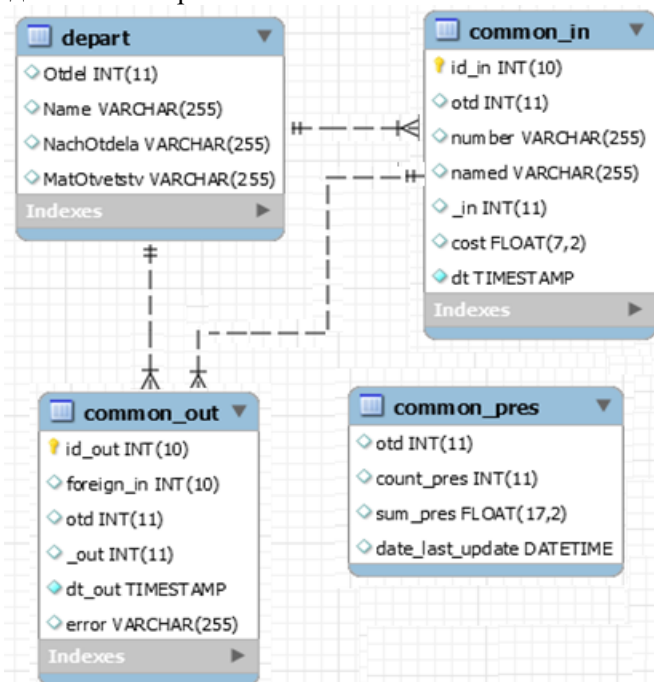 depart
Otdel INT(11)
Name VARCHAR(255)
NachOtdela VARCHAR(255)
MatOtvetstv VARCHAR(255)
Indexes
common_in
id_in INT(10)
otd INT(11)
number VARCHAR(255)
named VARCHAR(255)
_in INT(11)
cost FLOAT(7,2)
dt TIMESTAMP
Indexes
common_out
id_out INT(10)
foreign_in INT(10)
otd INT(11)
_out INT(11)
dt_out TIMESTAMP
error VARCHAR(255)
Indexes
common_pres
otd INT(11)
count_pres INT(11)
sum_pres FLOAT(17,2)
date_last_update DATETIME